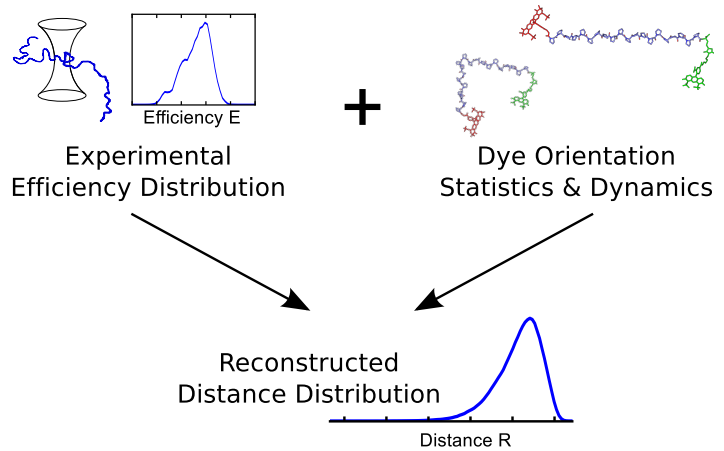 Efficiency E
+
Experimental
Efficiency Distribution
Dye Orientation
Statistics & Dynamics
Reconstructed
Distance Distribution
Distance R